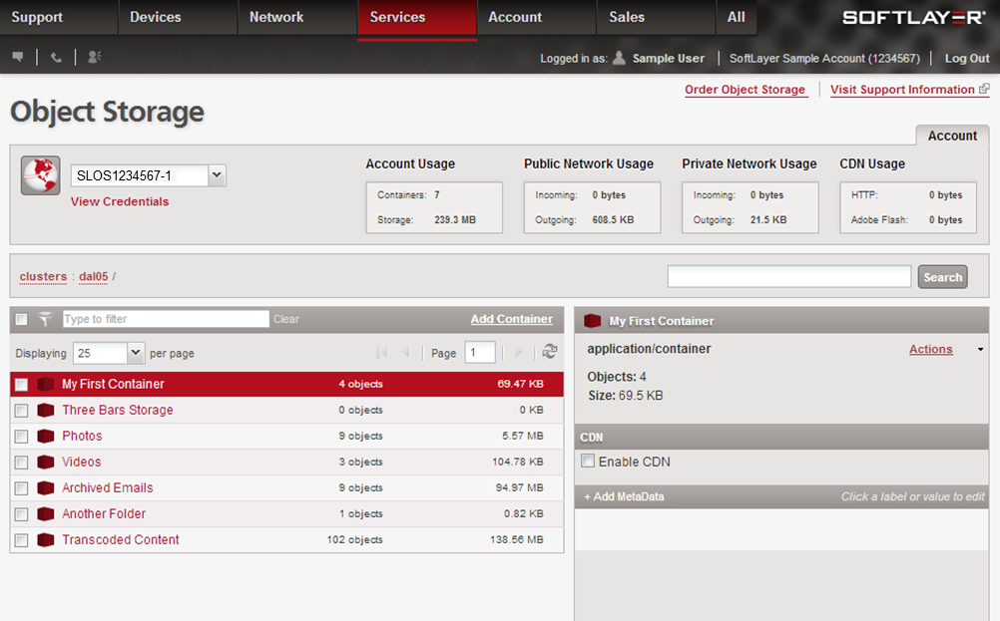 Support Devices Network Services Account Sales All SOFTLAYER®
Logged in as: Sample User | SoftLayer Sample Account (1234567) | Log Out
Order Object Storage | Visit Support Information
Object Storage
Account
SLOS1234567-1
View Credentials
Account Usage
Containers: 7
Storage: 239.3 MB
Public Network Usage
Incoming: 0 bytes
Outgoing: 608.5 KB
Private Network Usage
Incoming: 0 bytes
Outgoing: 21.5 KB
CDN Usage
HTTP: 0 bytes
Adobe Flash: 0 bytes
clusters : dal05 /
Search
Type to filter Clear Add Container
Displaying 25 per page Page 1
My First Container 4 objects 69.47 KB
Three Bars Storage 0 objects 0 KB
Photos 9 objects 5.57 MB
Videos 3 objects 104.78 KB
Archived Emails 9 objects 94.97 MB
Another Folder 1 objects 0.82 KB
Transcoded Content 102 objects 138.56 MB
My First Container
application/container Actions
Objects: 4
Size: 69.5 KB
CDN
Enable CDN
+ Add MetaData Click a label or value to edit